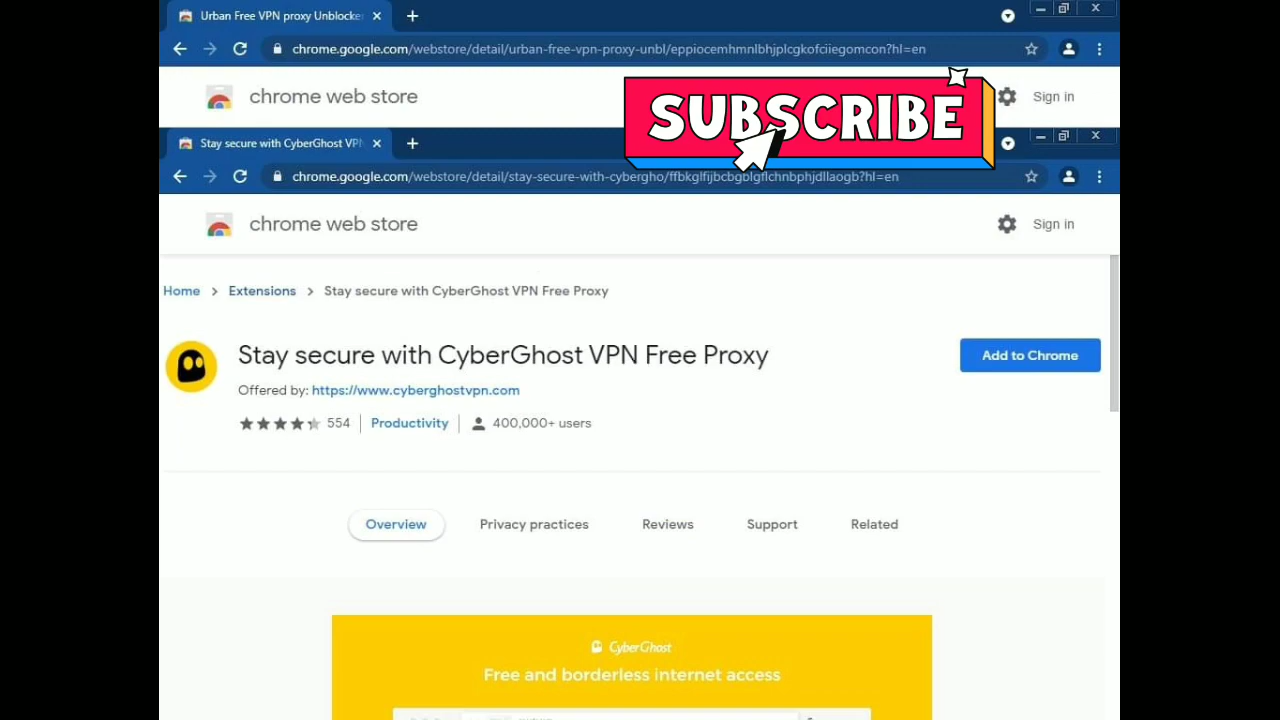 Urban Free VPN proxy Unblocke
chrome.google.com/webstore/detail/urban-free-vpn-proxy-unbl/eppiocemhmnlbhjplcgkofciiegomcon?hl=en
chrome web store
Sign in
SUBSCRIBE
Stay secure with CyberGhost VPN
chrome.google.com/webstore/detail/stay-secure-with-cybergho/ffbkglfijbcbgblgflchnbphjdllaogb?hl=en
chrome web store
Sign in
Home > Extensions > Stay secure with CyberGhost VPN Free Proxy
Stay secure with CyberGhost VPN Free Proxy
Add to Chrome
Offered by: https://www.cyberghostvpn.com
554 Productivity 400,000+ users
Overview Privacy practices Reviews Support Related
CyberGhost
Free and borderless internet access